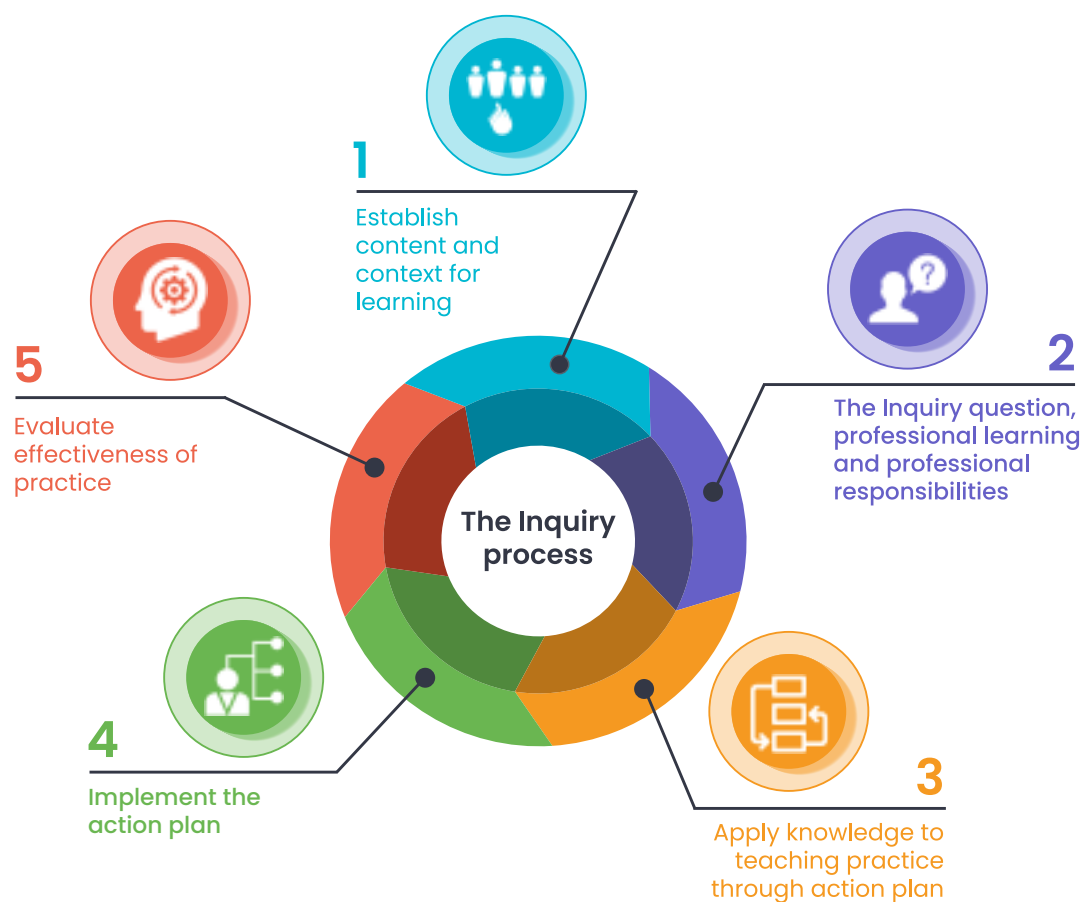 1
Establish
content and
context for
learning
2
The Inquiry question,
professional learning
and professional
responsibilities
3
Apply knowledge to
teaching practice
through action plan
4
Implement the
action plan
5
Evaluate
effectiveness of
practice
The Inquiry
process
?